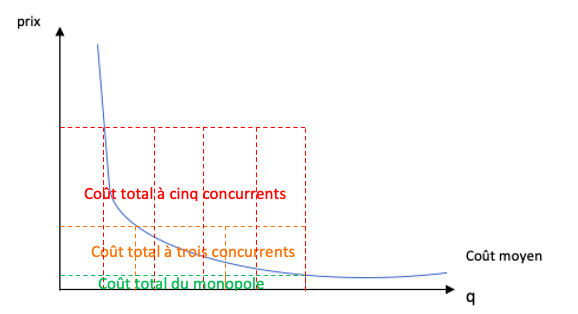 prix
Coût total à cinq concurrents
Coût total à trois concurrents
Coût moyen
Coût total du monopole
q